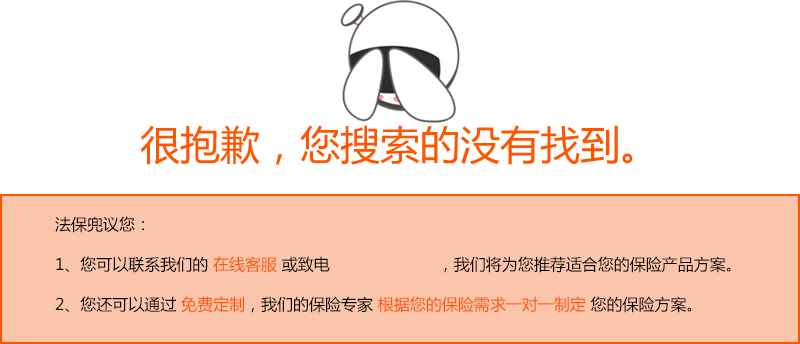 很抱歉，您搜索的没有找到。
法保兜议您：
1、您可以联系我们的 在线客服 或致电 ，我们将为您推荐适合您的保险产品方案。
2、您还可以通过 免费定制，我们的保险专家 根据您的保险需求一对一制定 您的保险方案。